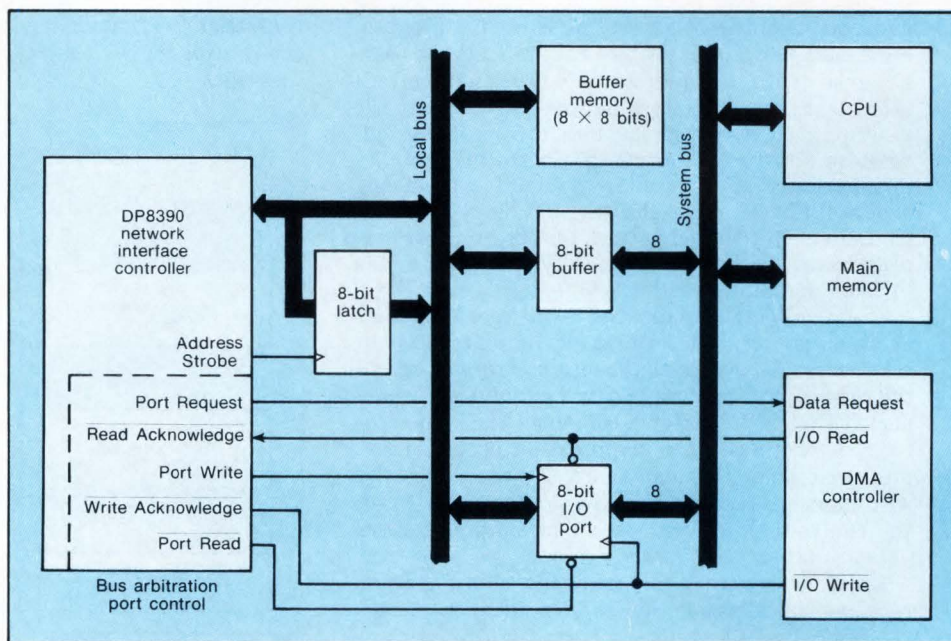 Buffer
memory
(8 × 8 bits)
CPU
Local bus
System bus
DP8390
network
interface
controller
8-bit
buffer
8
Main
memory
8-bit
latch
Address
Strobe
Port Request
Data Request
Read Acknowledge
I/O Read
Port Write
8-bit
I/O
port
8
DMA
controller
Write Acknowledge
Port Read
I/O Write
Bus arbitration
port control